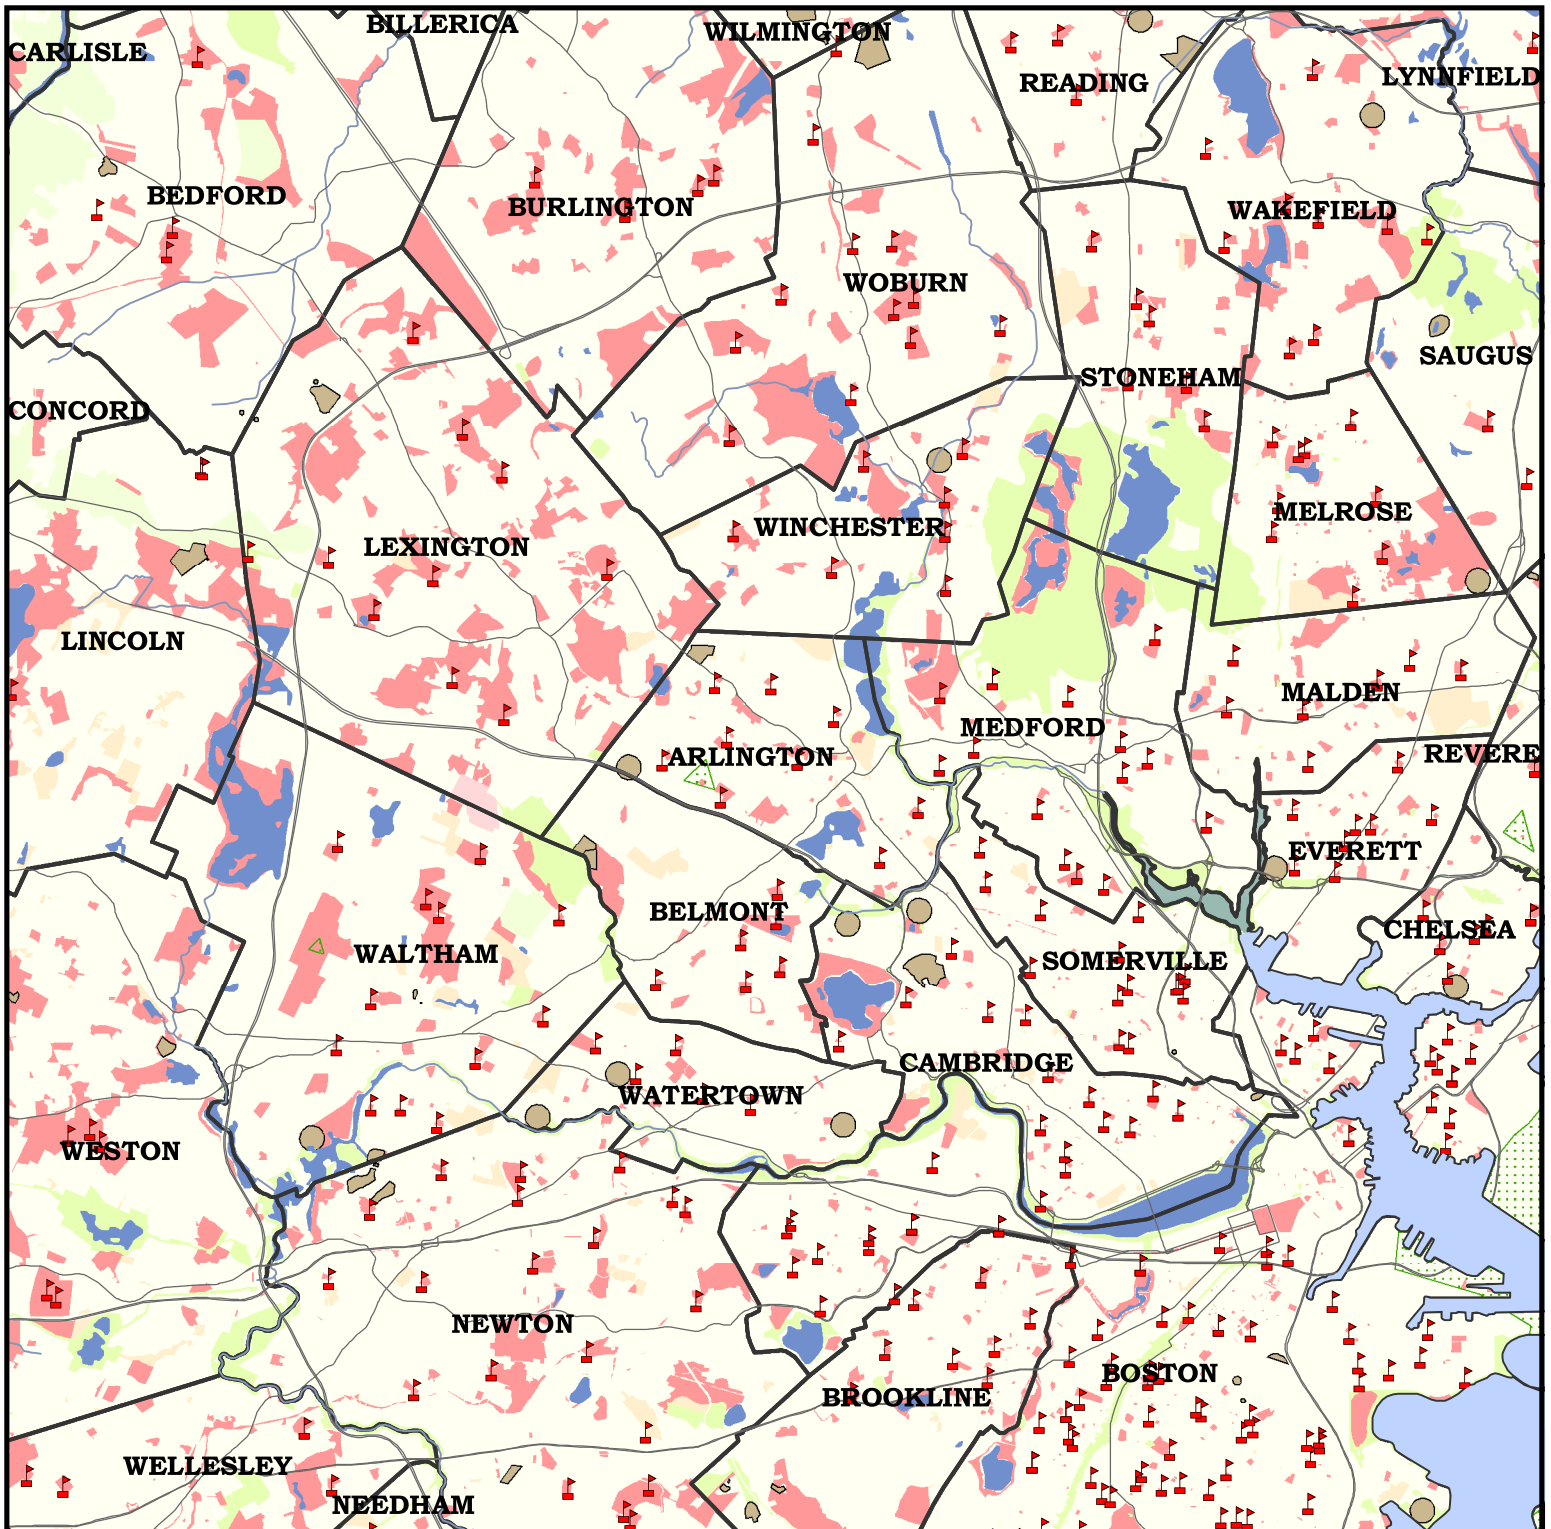 BILLERICA
WILMINGTON
CARLISLE
READING
LYNNFIELD
BEDFORD
BURLINGTON
WAKEFIELD
WOBURN
SAUGUS
STONEHAM
CONCORD
MELROSE
WINCHESTER
LEXINGTON
LINCOLN
MALDEN
MEDFORD
ARLINGTON
REVERE
EVERETT
BELMONT
CHELSEA
WALTHAM
SOMERVILLE
CAMBRIDGE
WATERTOWN
WESTON
NEWTON
BOSTON
BROOKLINE
WELLESLEY
NEEDHAM